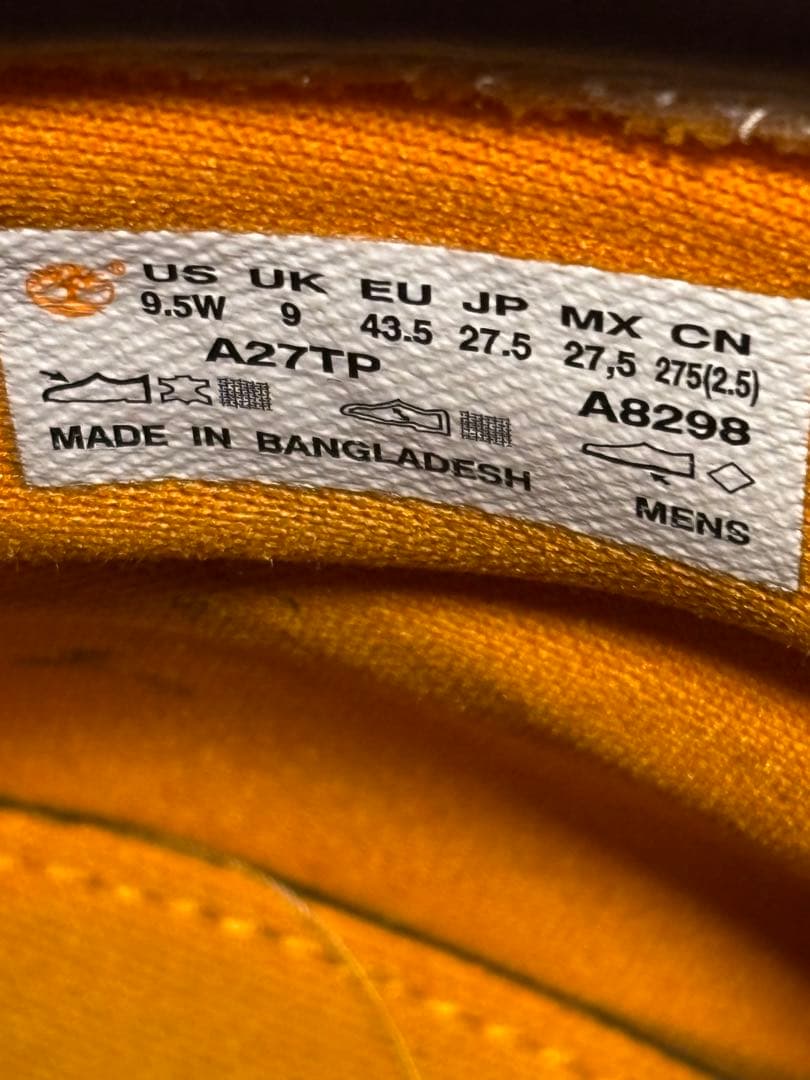 US UK EU JP MX CN
9.5W 9 43.5 27.5 27,5 275(2.5)
A27TP A8298
MADE IN BANGLADESH MENS